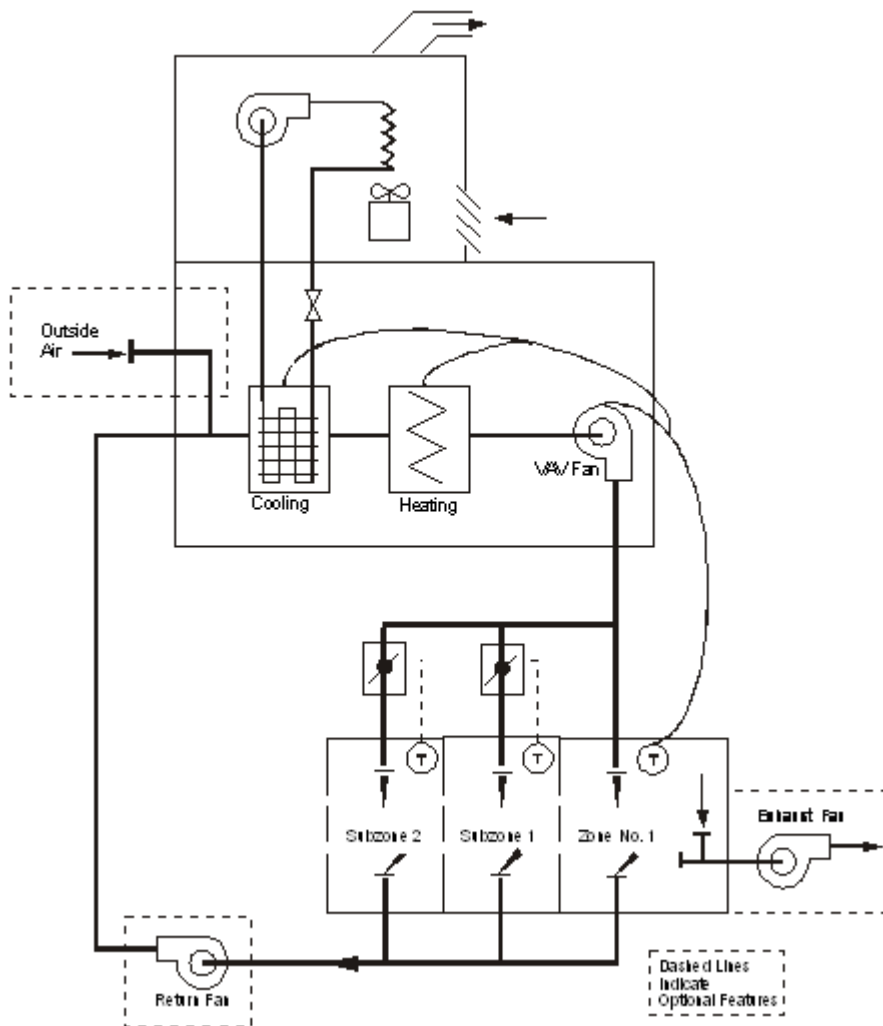 Outside
Air
Cooling
Heating
VAV Fan
T
T
T
Subzone 2
Subzone 1
Zone No. 1
Exhaust Fan
Return Fan
Dashed Lines
Indicate
Optional Features